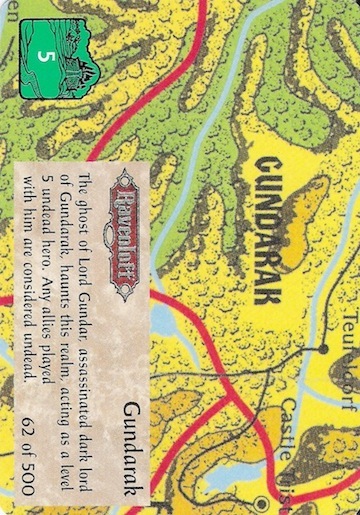 5
GUNDARAK
Teufeldorf
Castle
Ravenloft
Gundarak
The ghost of Lord Gundar, assassinated dark lord
of Gundarak, haunts this realm, acting as a level
5 undead hero. Any allies played
with him are considered undead.
62 of 500